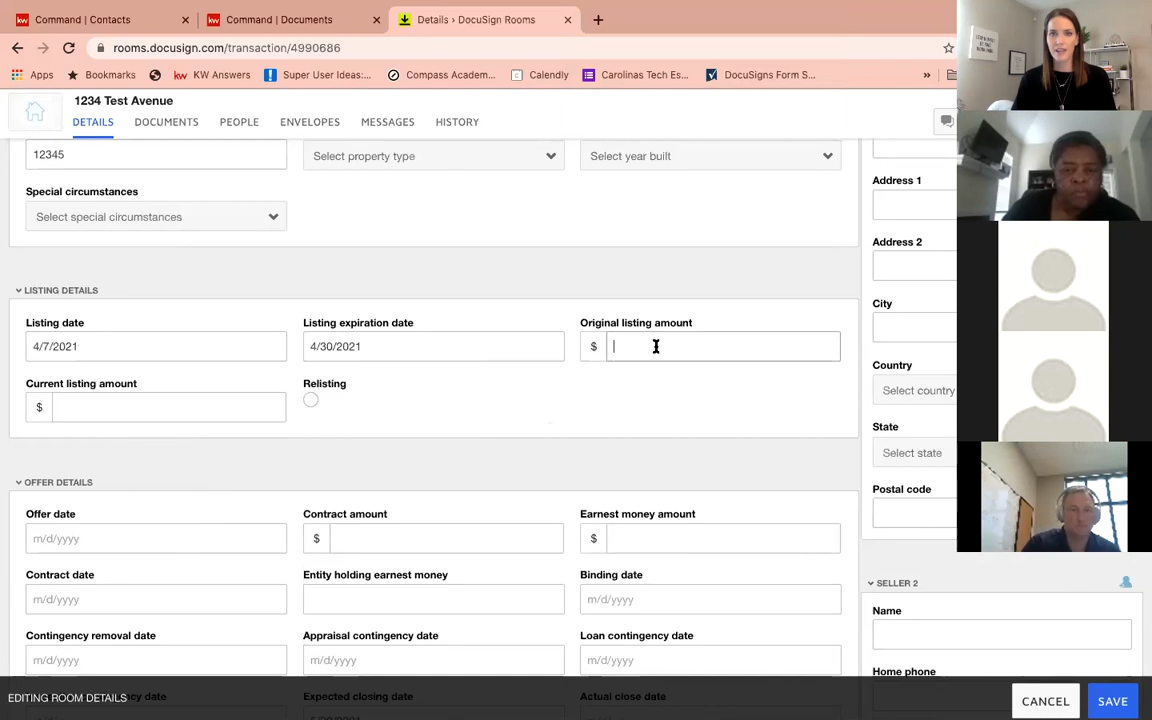 kw Command | Contacts
kw Command | Documents
Details › DocuSign Rooms
rooms.docusign.com/transaction/4990686
Apps
Bookmarks
kw KW Answers
Super User Ideas:...
Compass Academ...
Calendly
Carolinas Tech Es...
DocuSigns Form S...
1234 Test Avenue
DETAILS
DOCUMENTS
PEOPLE
ENVELOPES
MESSAGES
HISTORY
12345
Select property type
Select year built
Special circumstances
Select special circumstances
LISTING DETAILS
Listing date
Listing expiration date
Original listing amount
4/7/2021
4/30/2021
$
Current listing amount
Relisting
$
OFFER DETAILS
Offer date
Contract amount
Earnest money amount
m/d/yyyy
$
$
Contract date
Entity holding earnest money
Binding date
m/d/yyyy
m/d/yyyy
Contingency removal date
Appraisal contingency date
Loan contingency date
m/d/yyyy
m/d/yyyy
m/d/yyyy
Expected closing date
Actual close date
Address 1
Address 2
City
Country
Select country
State
Select state
Postal code
SELLER 2
Name
Home phone
EDITING ROOM DETAILS
CANCEL
SAVE